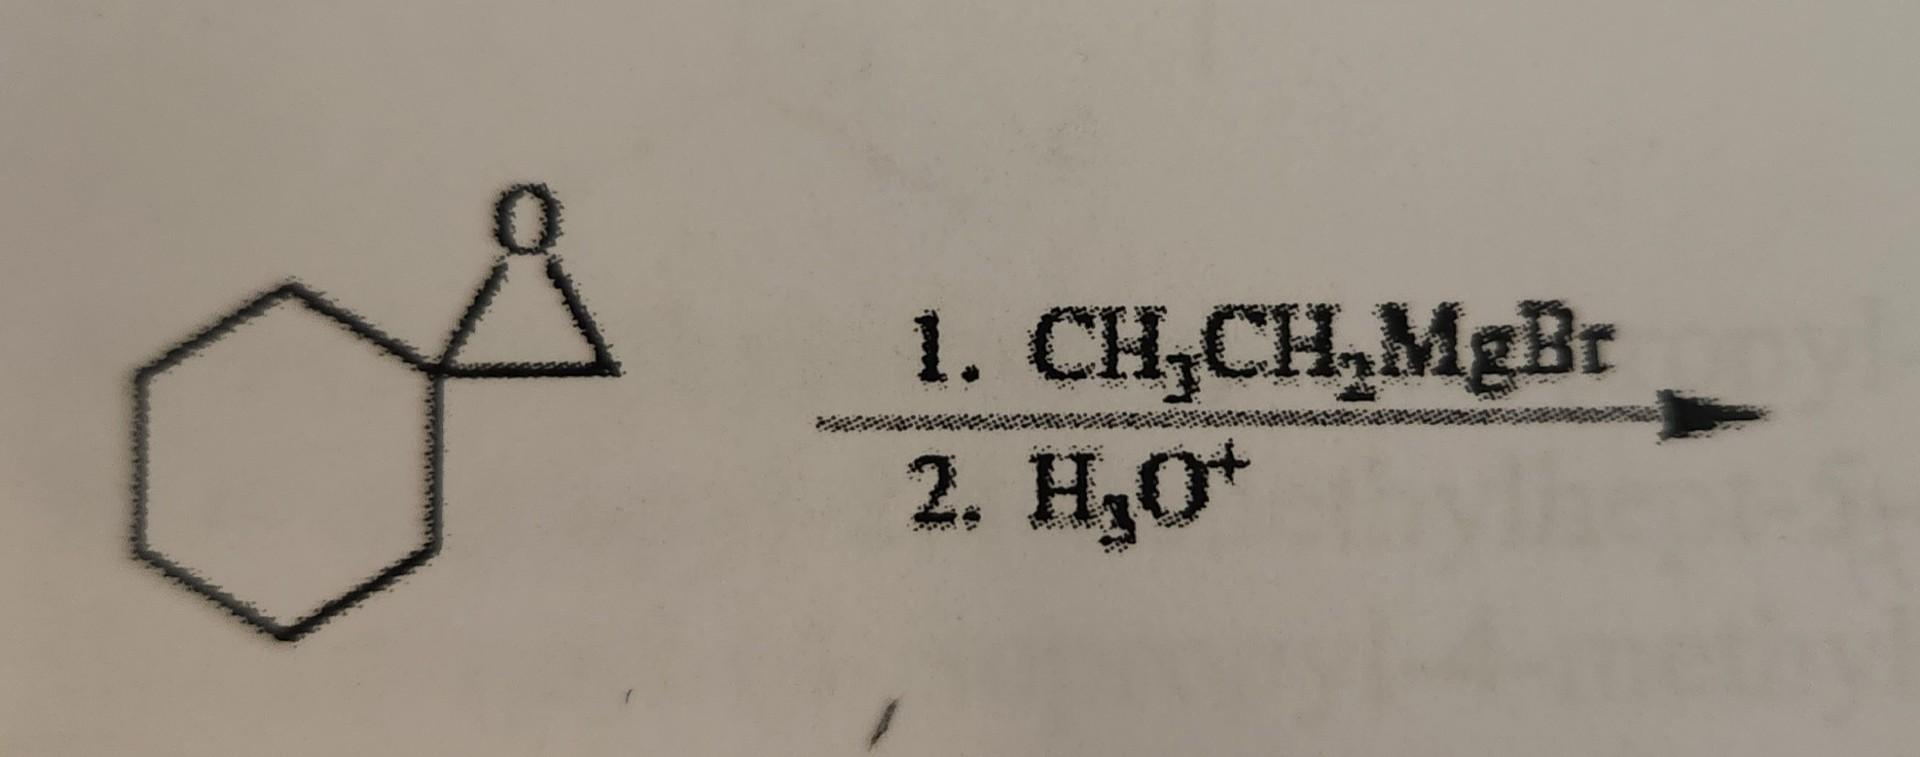 O
1. CH₃CH₂MgBr
2. H₃O⁺